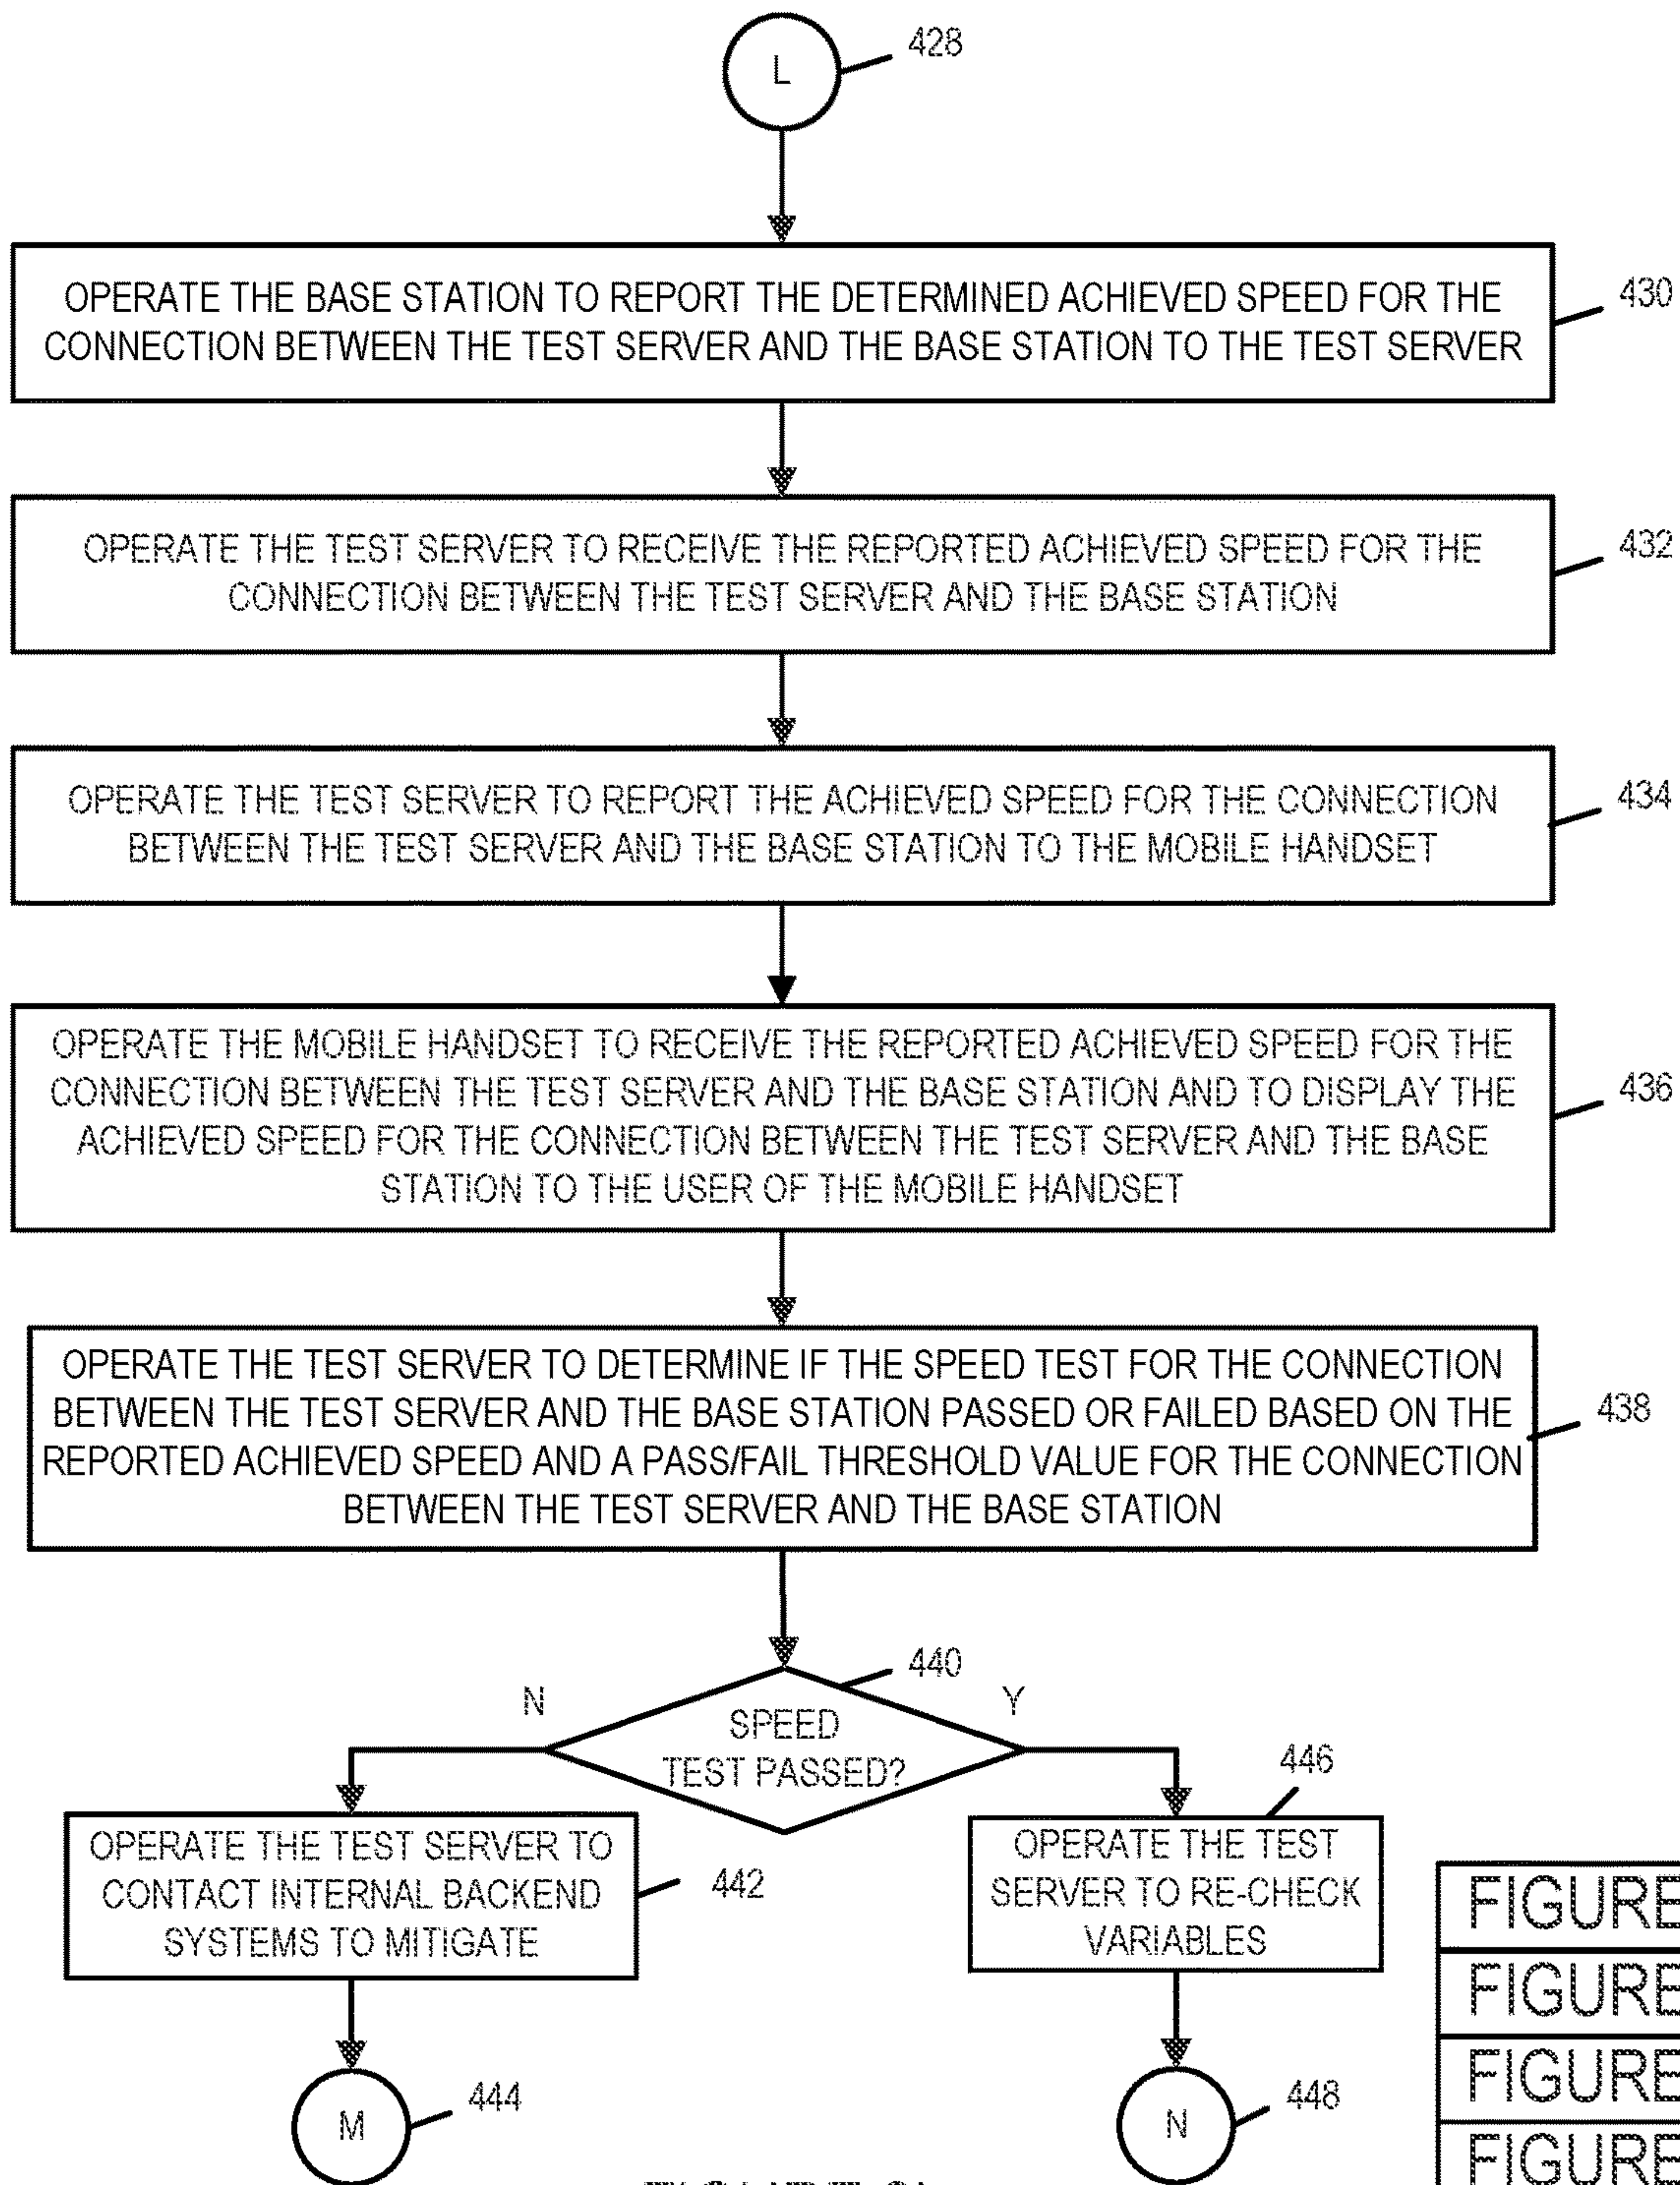 L
428
OPERATE THE BASE STATION TO REPORT THE DETERMINED ACHIEVED SPEED FOR THE
CONNECTION BETWEEN THE TEST SERVER AND THE BASE STATION TO THE TEST SERVER
430
OPERATE THE TEST SERVER TO RECEIVE THE REPORTED ACHIEVED SPEED FOR THE
CONNECTION BETWEEN THE TEST SERVER AND THE BASE STATION
432
OPERATE THE TEST SERVER TO REPORT THE ACHIEVED SPEED FOR THE CONNECTION
BETWEEN THE TEST SERVER AND THE BASE STATION TO THE MOBILE HANDSET
434
OPERATE THE MOBILE HANDSET TO RECEIVE THE REPORTED ACHIEVED SPEED FOR THE
CONNECTION BETWEEN THE TEST SERVER AND THE BASE STATION AND TO DISPLAY THE
ACHIEVED SPEED FOR THE CONNECTION BETWEEN THE TEST SERVER AND THE BASE
STATION TO THE USER OF THE MOBILE HANDSET
436
OPERATE THE TEST SERVER TO DETERMINE IF THE SPEED TEST FOR THE CONNECTION
BETWEEN THE TEST SERVER AND THE BASE STATION PASSED OR FAILED BASED ON THE
REPORTED ACHIEVED SPEED AND A PASS/FAIL THRESHOLD VALUE FOR THE CONNECTION
BETWEEN THE TEST SERVER AND THE BASE STATION
438
440
N
Y
SPEED
TEST PASSED?
OPERATE THE TEST SERVER TO
CONTACT INTERNAL BACKEND
SYSTEMS TO MITIGATE
442
446
OPERATE THE TEST
SERVER TO RE-CHECK
VARIABLES
M
444
N
448
FIGURE
FIGURE
FIGURE
FIGURE